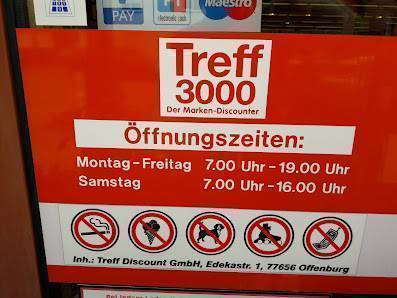 PAY
electronic cash
Maestro
Treff
3000
Der Marken-Discounter
Öffnungszeiten:
Montag-Freitag 7.00 Uhr-19.00 Uhr
Samstag 7.00 Uhr-16.00 Uhr
Inh.: Treff Discount GmbH, Edekastr. 1, 77656 Offenburg